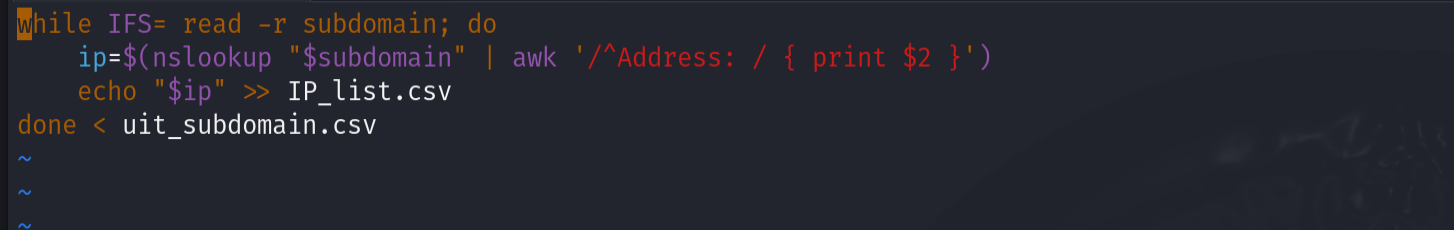 while IFS= read -r subdomain; do
    ip=$(nslookup "$subdomain" | awk '/^Address: / { print $2 }')
    echo "$ip" >> IP_list.csv
done < uit_subdomain.csv
~
~
~